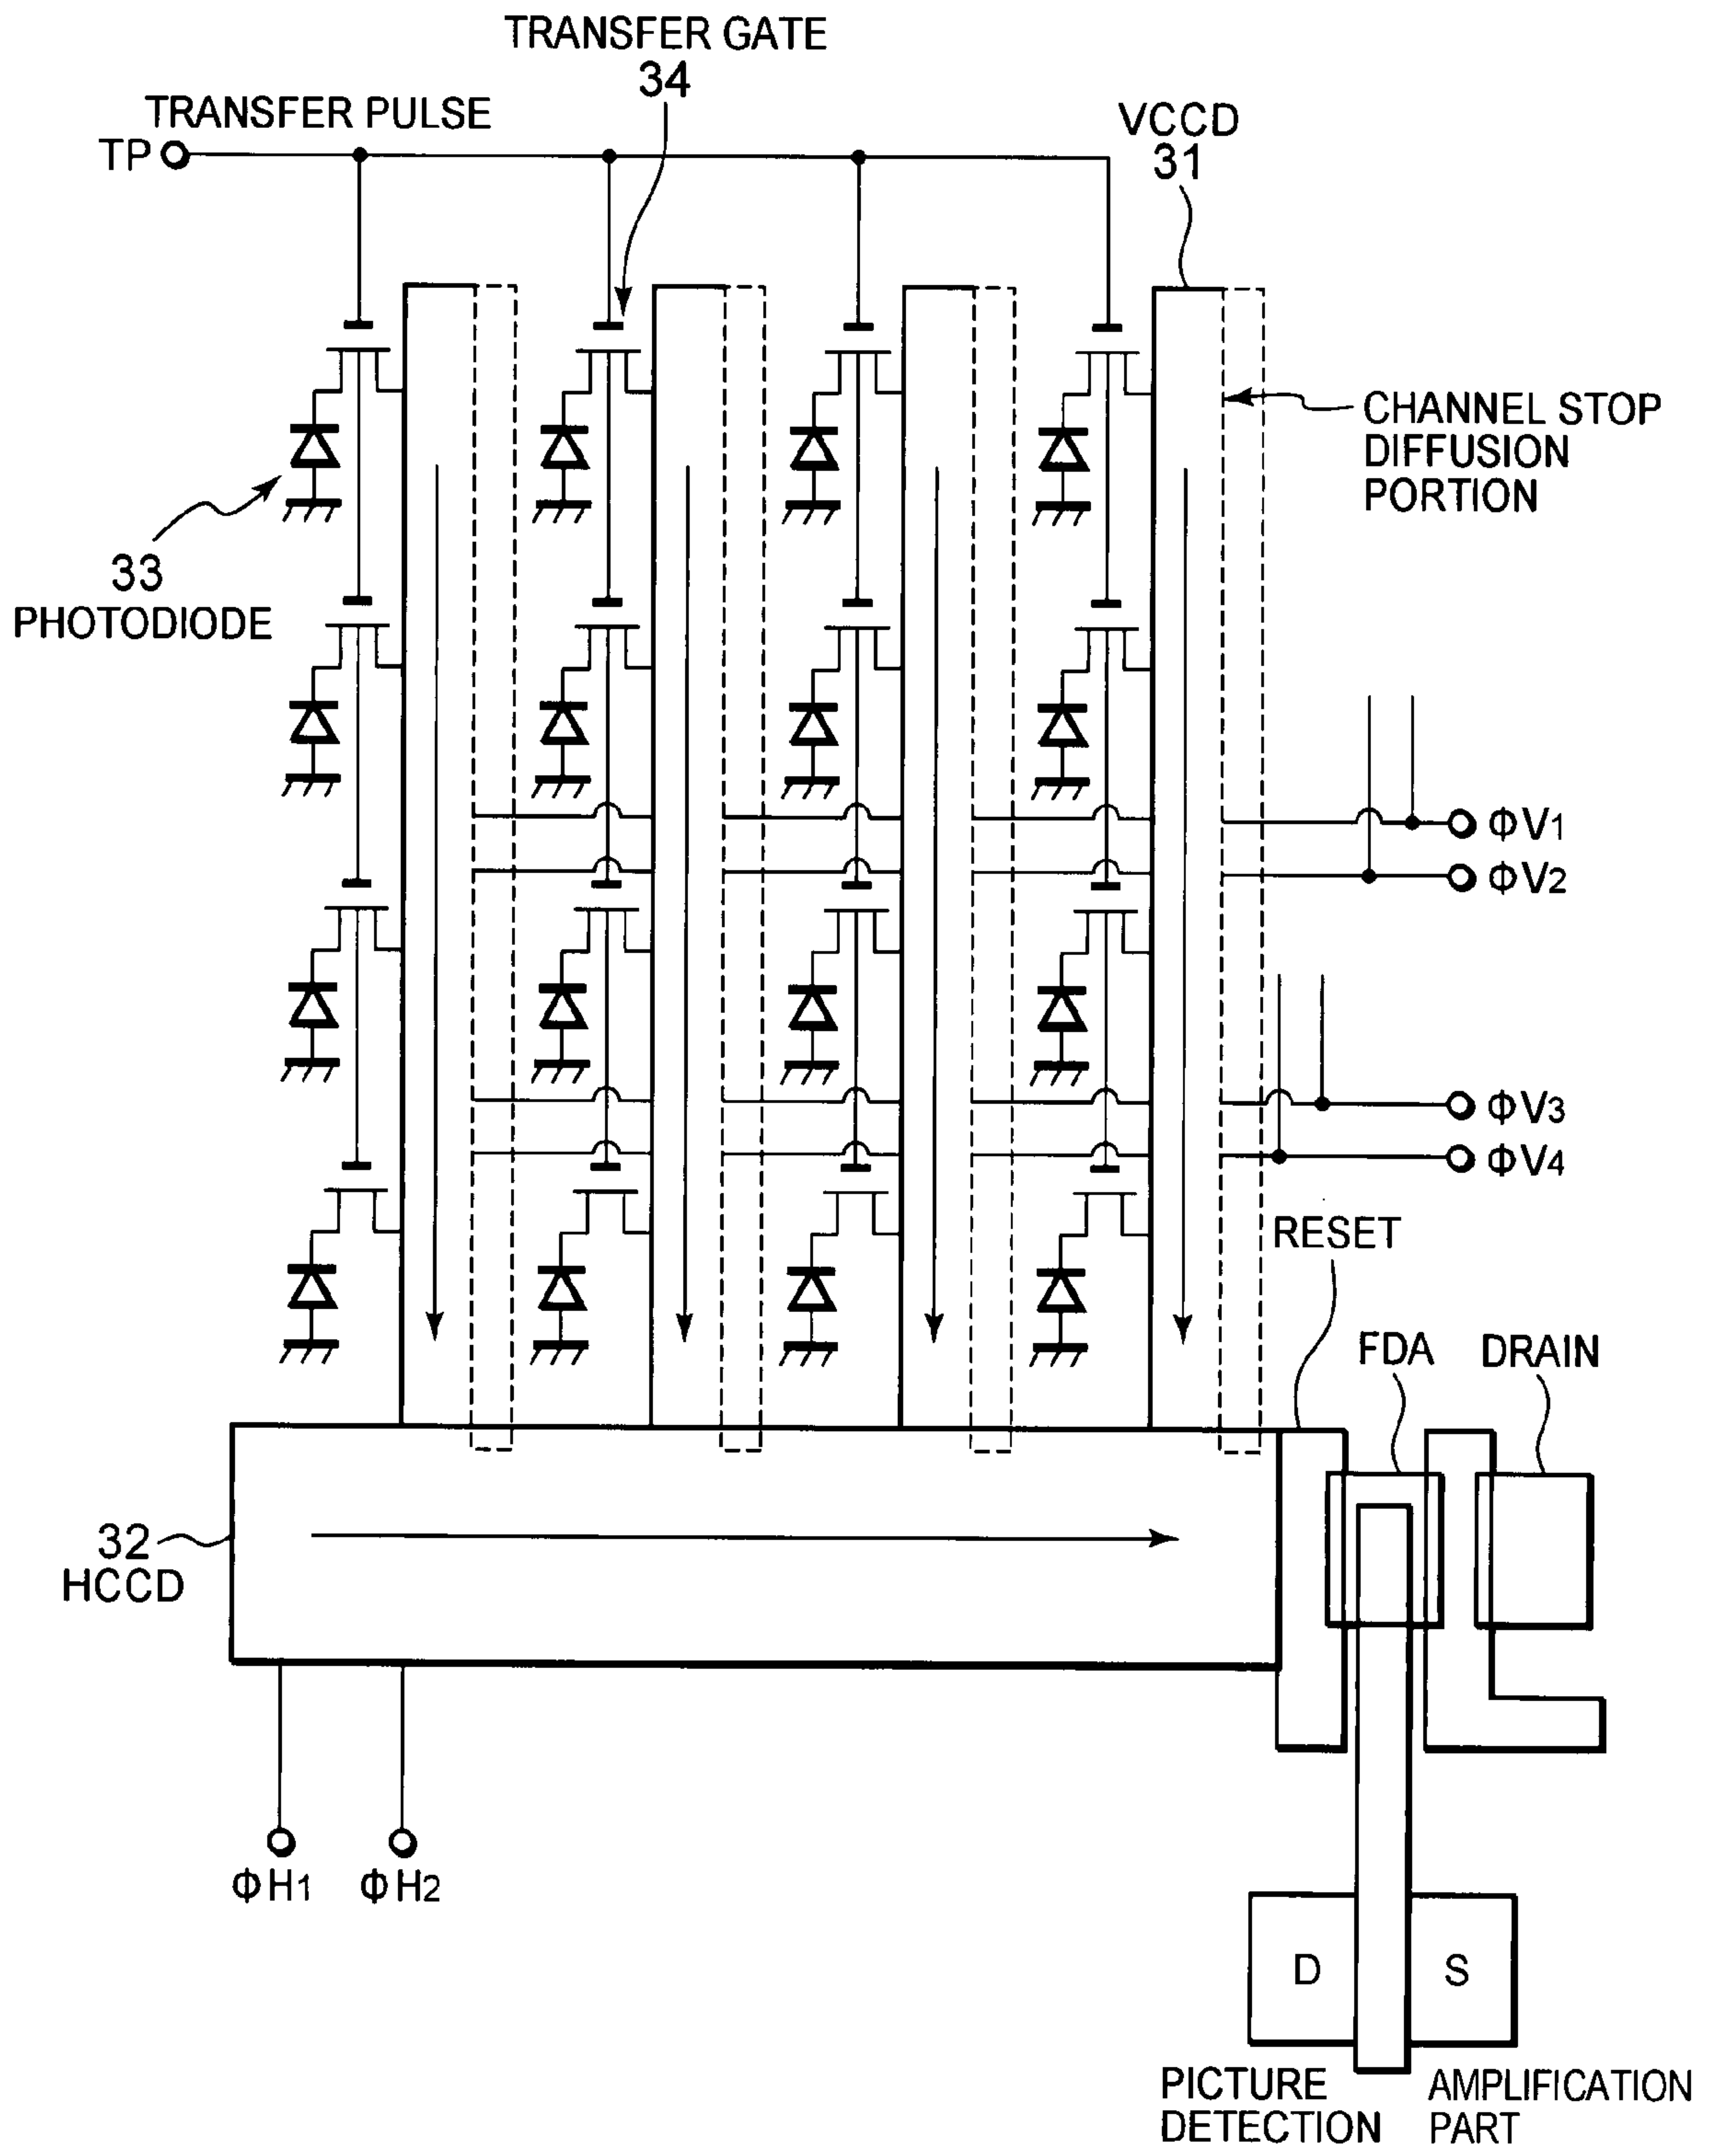 TRANSFER GATE
34
TRANSFER PULSE
TP
VCCD
31
CHANNEL STOP
DIFFUSION
PORTION
33
PHOTODIODE
ΦV1
ΦV2
ΦV3
ΦV4
RESET
FDA
DRAIN
32
HCCD
ΦH1
ΦH2
D
S
PICTURE
DETECTION
AMPLIFICATION
PART